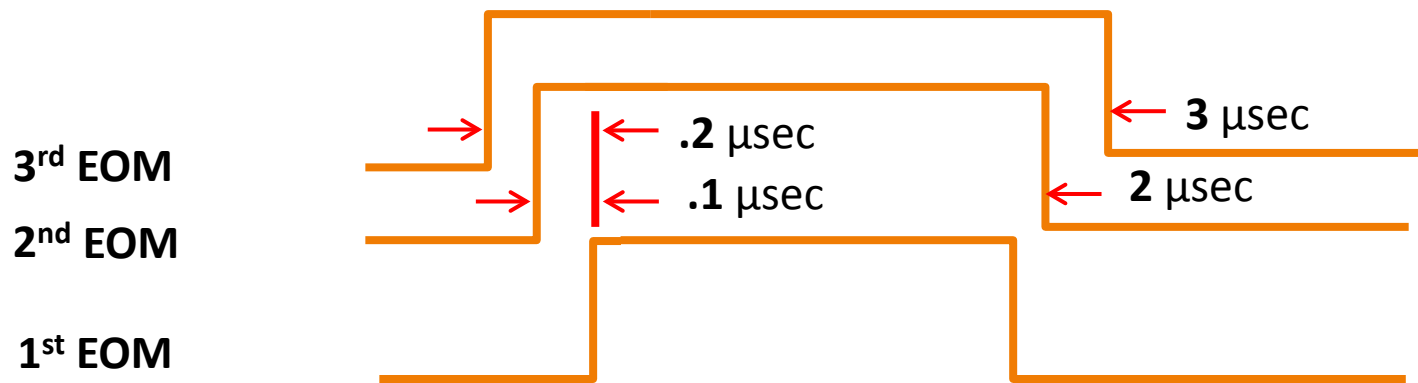 .2 µsec
3 µsec
3rd EOM
.1 µsec
2 µsec
2nd EOM
1st EOM